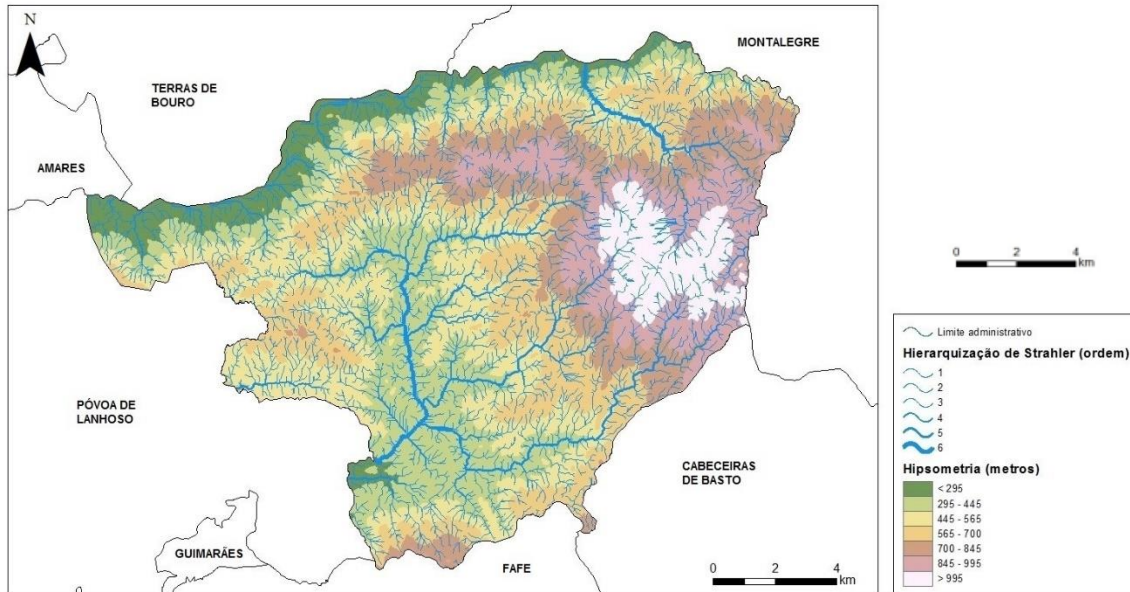 N
MONTALEGRE
TERRAS DE
BOURO
AMARES
PÓVOA DE
LANHOSO
CABECEIRAS
DE BASTO
GUIMARÃES
FAFE
0 2 4
km
0 2 4
km
Limite administrativo
Hierarquização de Strahler (ordem)
1
2
3
4
5
6
Hipsometria (metros)
< 295
295 - 445
445 - 565
565 - 700
700 - 845
845 - 995
> 995